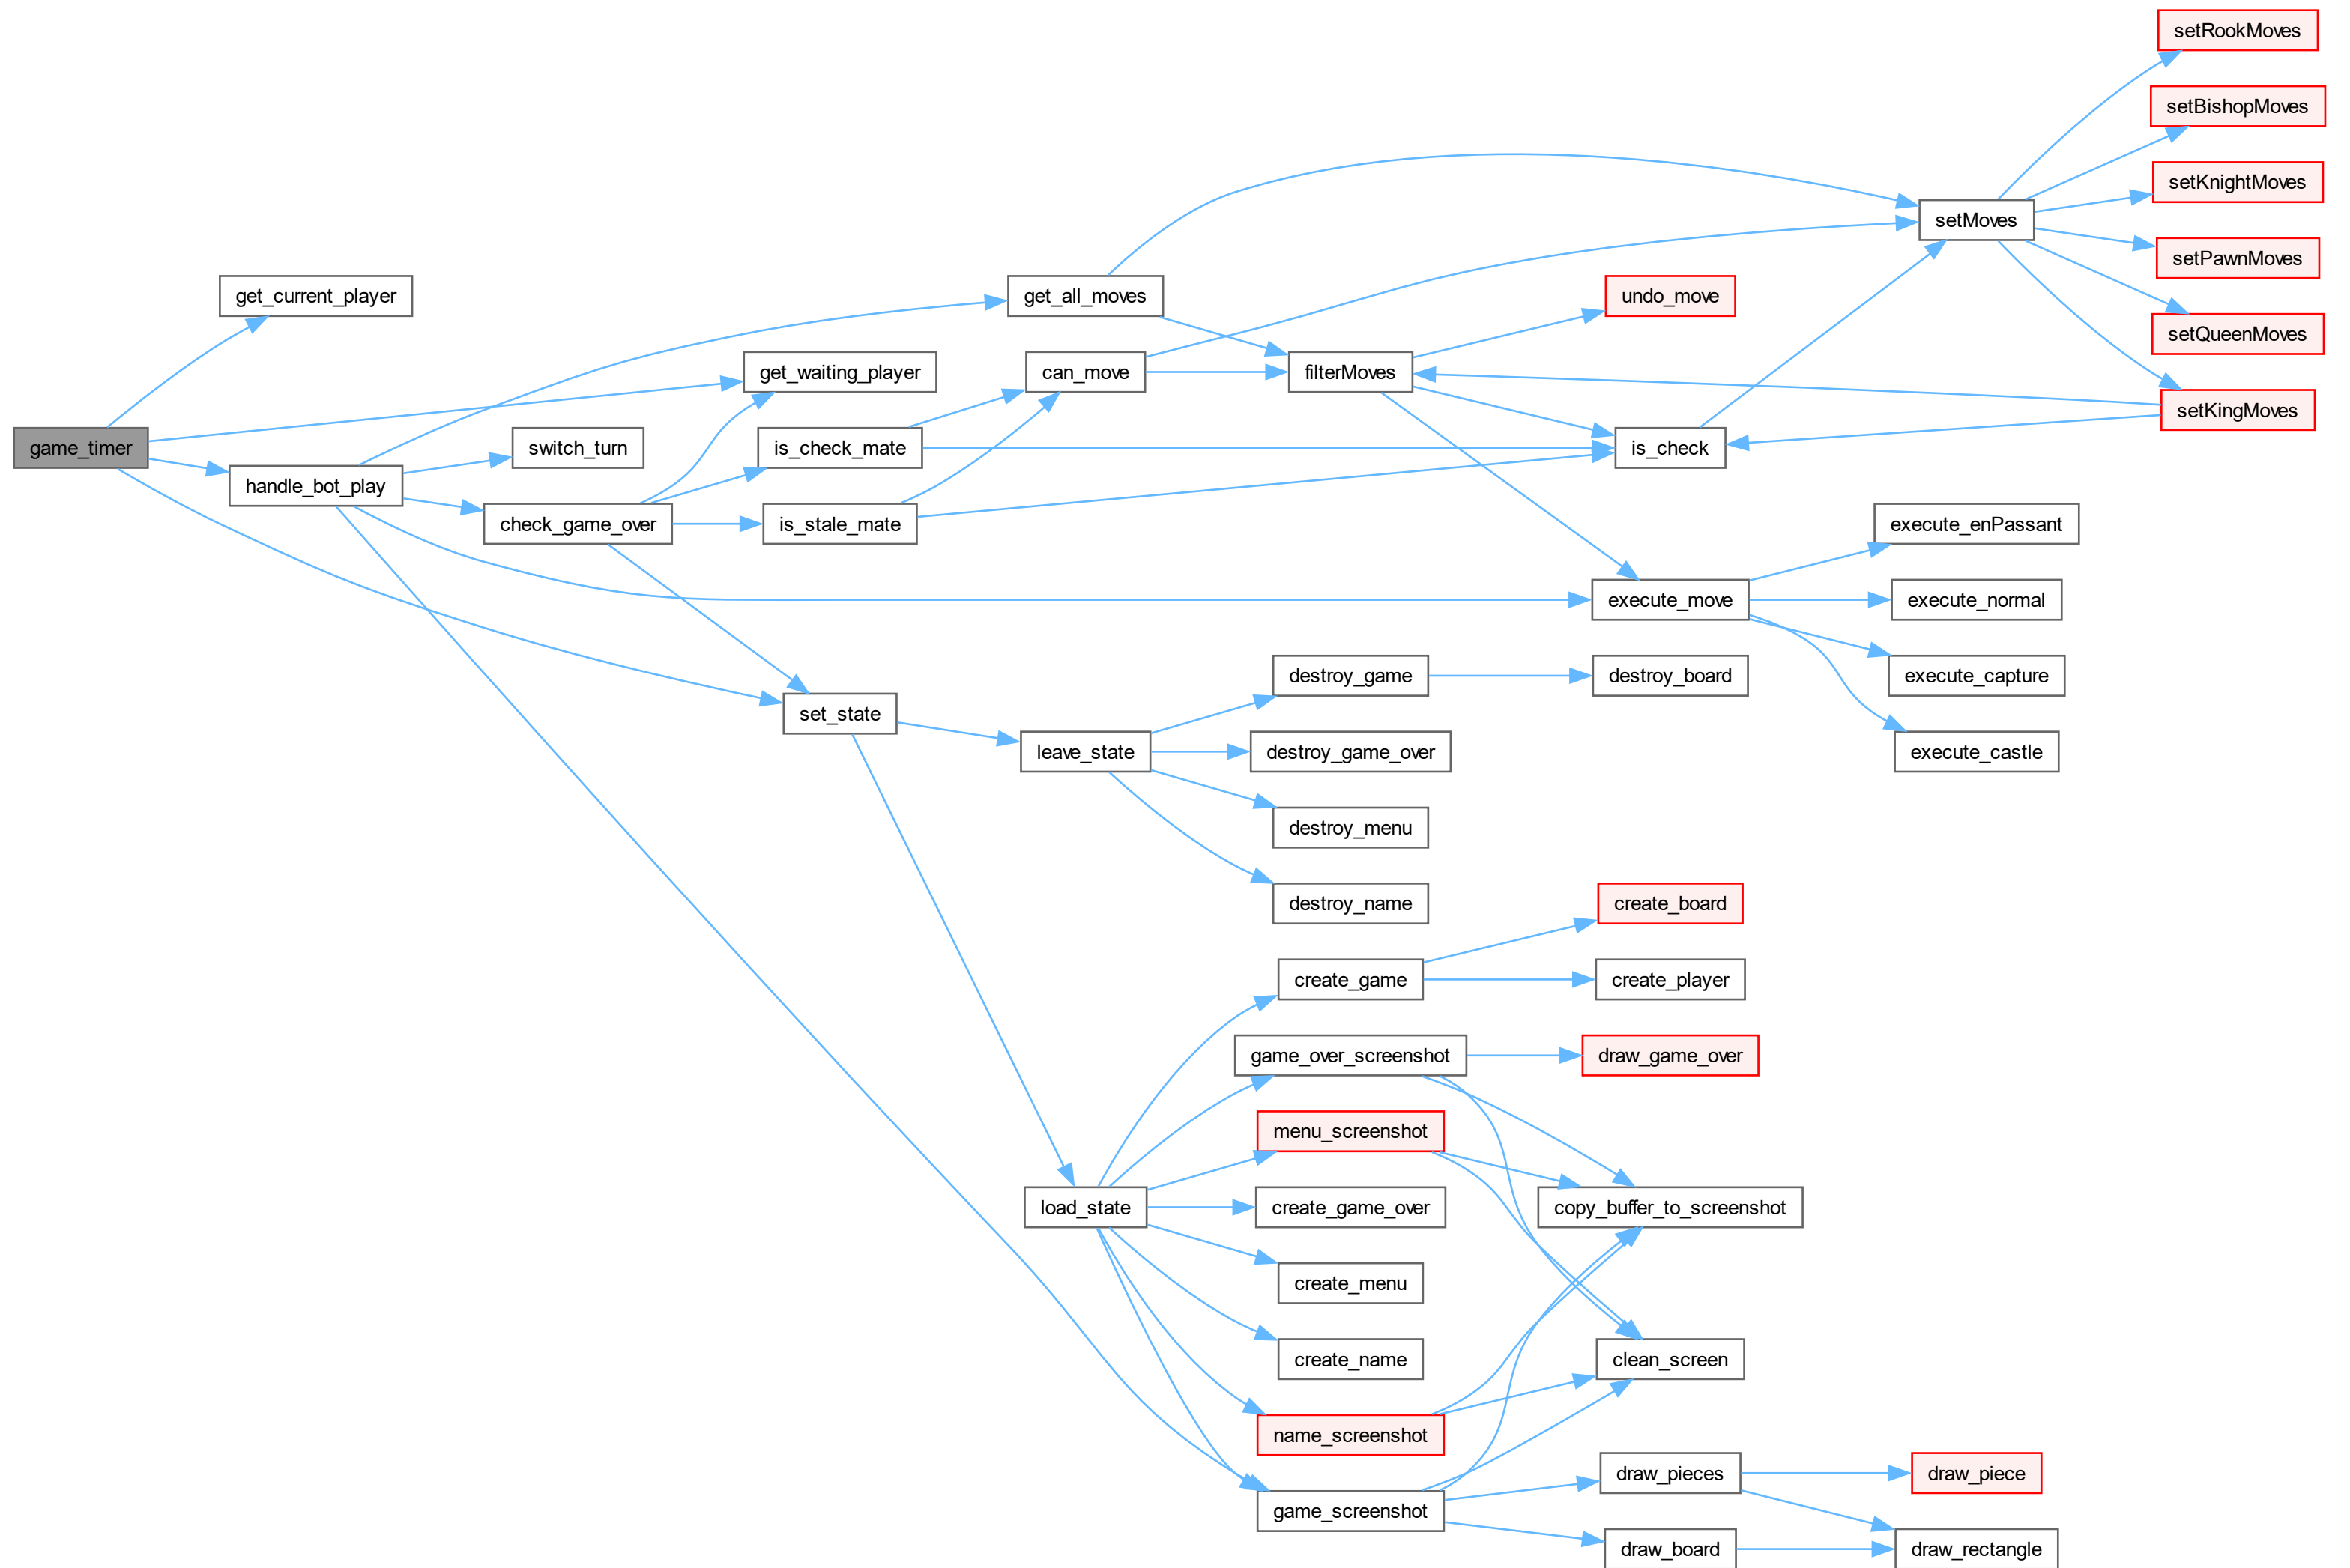 setRookMoves
setBishopMoves
setKnightMoves
setMoves
setPawnMoves
get_current_player
get_all_moves
undo_move
setQueenMoves
get_waiting_player
can_move
filterMoves
setKingMoves
game_timer
switch_turn
is_check_mate
is_check
handle_bot_play
check_game_over
is_stale_mate
execute_enPassant
execute_move
execute_normal
destroy_game
destroy_board
execute_capture
set_state
leave_state
destroy_game_over
execute_castle
destroy_menu
destroy_name
create_board
create_game
create_player
game_over_screenshot
draw_game_over
menu_screenshot
load_state
create_game_over
copy_buffer_to_screenshot
create_menu
create_name
clean_screen
name_screenshot
draw_pieces
draw_piece
game_screenshot
draw_board
draw_rectangle